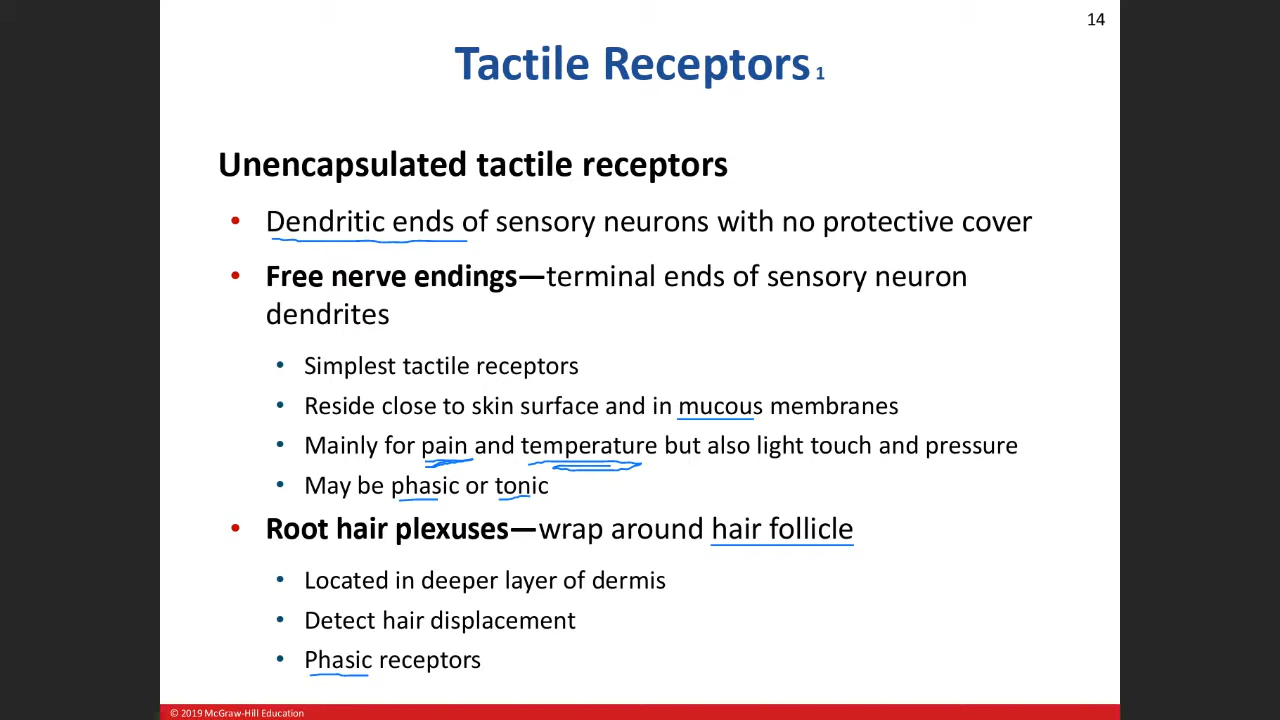 14
Tactile Receptors 1
Unencapsulated tactile receptors
• Dendritic ends of sensory neurons with no protective cover
• Free nerve endings—terminal ends of sensory neuron
dendrites
• Simplest tactile receptors
• Reside close to skin surface and in mucous membranes
• Mainly for pain and temperature but also light touch and pressure
• May be phasic or tonic
• Root hair plexuses—wrap around hair follicle
• Located in deeper layer of dermis
• Detect hair displacement
• Phasic receptors
© 2019 McGraw-Hill Education